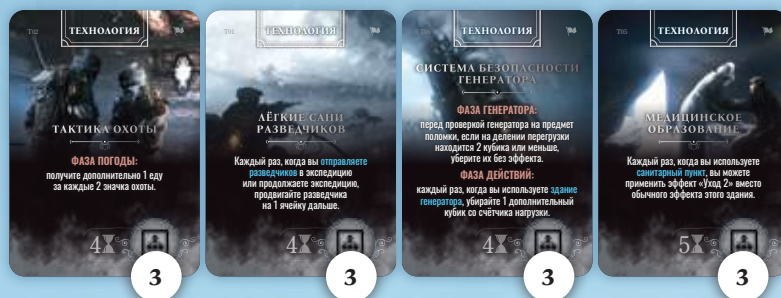 T02
ТЕХНОЛОГИЯ
ТАКТИКА ОХОТЫ
ФАЗА ПОГОДЫ:
получите дополнительно 1 еду
за каждые 2 значка охоты.
4
3
ТЕХНОЛОГИЯ
ЛЁГКИЕ САНИ
РАЗВЕДЧИКОВ
Каждый раз, когда вы отправляете
разведчиков в экспедицию
или продолжаете экспедицию,
продвигайте разведчика
на 1 ячейку дальше.
4
3
ТЕХНОЛОГИЯ
СИСТЕМА БЕЗОПАСНОСТИ
ГЕНЕРАТОРА
ФАЗА ГЕНЕРАТОРА:
перед проверкой генератора на предмет
поломки, если на делении перегрузки
находится 2 кубика или меньше,
уберите их без эффекта.
ФАЗА ДЕЙСТВИЙ:
каждый раз, когда вы используете здание
генератора, убирайте 1 дополнительный
кубик со счётчика нагрузки.
4
3
T05
ТЕХНОЛОГИЯ
МЕДИЦИНСКОЕ
ОБРАЗОВАНИЕ
Каждый раз, когда вы используете
санитарный пункт, вы можете
применить эффект «Уход 2» вместо
обычного эффекта этого здания.
5
3